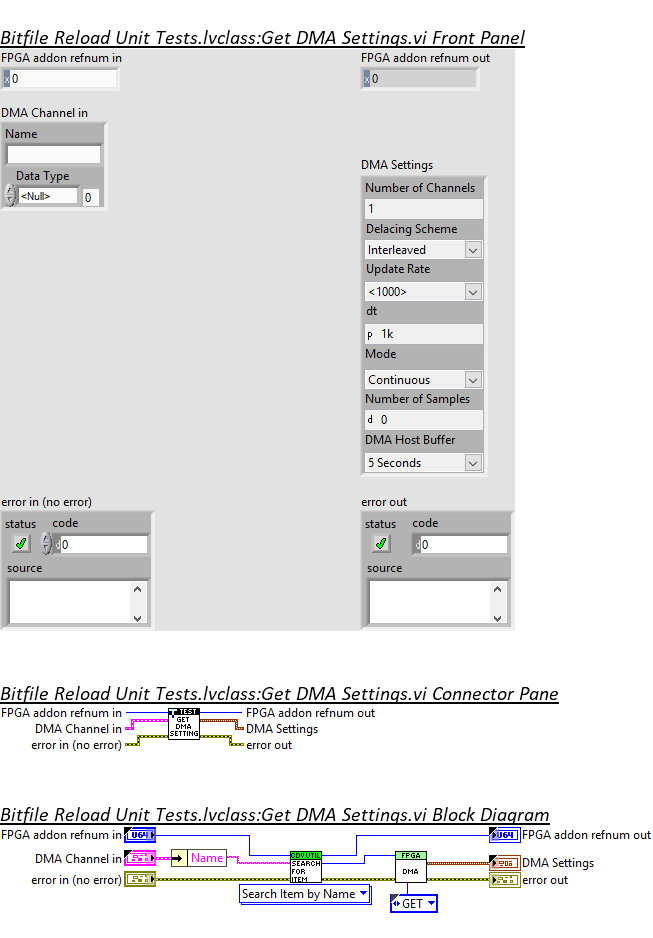 Bitfile Reload Unit Tests.lvclass:Get DMA Settings.vi Front Panel
FPGA addon refnum in
FPGA addon refnum out
x 0
x 0
DMA Channel in
Name
Data Type
<Null>
0
DMA Settings
Number of Channels
1
Delacing Scheme
Interleaved
Update Rate
<1000>
dt
p 1k
Mode
Continuous
Number of Samples
d 0
DMA Host Buffer
5 Seconds
error in (no error)
status
code
d 0
source
error out
status
code
d 0
source
Bitfile Reload Unit Tests.lvclass:Get DMA Settings.vi Connector Pane
FPGA addon refnum in
DMA Channel in
error in (no error)
TEST
GET
DMA
SETTING
FPGA addon refnum out
DMA Settings
error out
Bitfile Reload Unit Tests.lvclass:Get DMA Settings.vi Block Diagram
FPGA addon refnum in
U64
DMA Channel in
Name
error in (no error)
SEARCH
FOR
ITEM
Search Item by Name
FPGA
DMA
GET
U64
FPGA addon refnum out
DMA Settings
error out